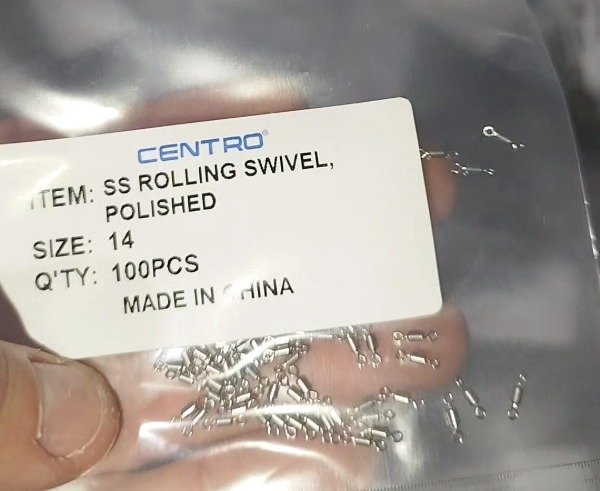 CENTRO®
ITEM: SS ROLLING SWIVEL,
POLISHED
SIZE: 14
Q'TY: 100PCS
MADE IN CHINA